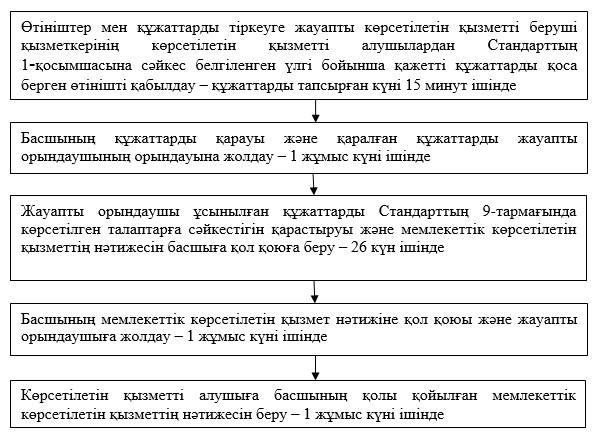 Өтініштер мен құжаттарды тіркеуге жауапты көрсетілетін қызметті беруші
қызметкерінің көрсетілетін қызметті алушылардан Стандарттың
1-қосымшасына сәйкес белгіленген үлгі бойынша қажетті құжаттарды қоса
берген өтінішті қабылдау – құжаттарды тапсырған күні 15 минут ішінде
Басшының құжаттарды қарауы және қаралған құжаттарды жауапты
орындаушының орындауына жолдау – 1 жұмыс күні ішінде
Жауапты орындаушы ұсынылған құжаттарды Стандарттың 9-тармағында
көрсетілген талаптарға сәйкестігін қарастыруы және мемлекеттік көрсетілетін
қызметтің нәтижесін басшыға қол қоюға беру – 26 күн ішінде
Басшының мемлекеттік көрсетілетін қызмет нәтижіне қол қоюы және жауапты
орындаушыға жолдау – 1 жұмыс күні ішінде
Көрсетілетін қызметті алушыға басшының қолы қойылған мемлекеттік
көрсетілетін қызметтің нәтижесін беру – 1 жұмыс күні ішінде